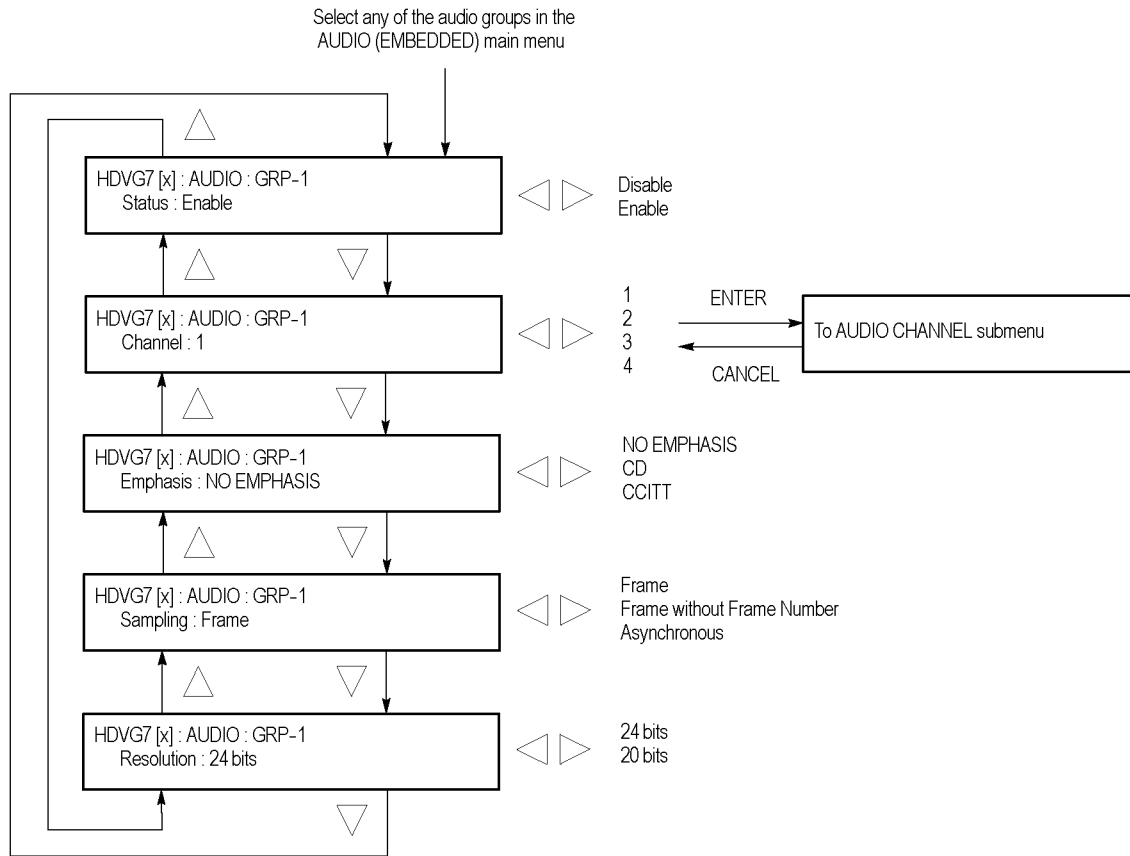 Select any of the audio groups in the
AUDIO (EMBEDDED) main menu
HDVG7 [x] : AUDIO : GRP-1
Status : Enable
Disable
Enable
HDVG7 [x] : AUDIO : GRP-1
Channel : 1
1
2
3
4
ENTER
CANCEL
To AUDIO CHANNEL submenu
HDVG7 [x] : AUDIO : GRP-1
Emphasis : NO EMPHASIS
NO EMPHASIS
CD
CCITT
HDVG7 [x] : AUDIO : GRP-1
Sampling : Frame
Frame
Frame without Frame Number
Asynchronous
HDVG7 [x] : AUDIO : GRP-1
Resolution : 24 bits
24 bits
20 bits